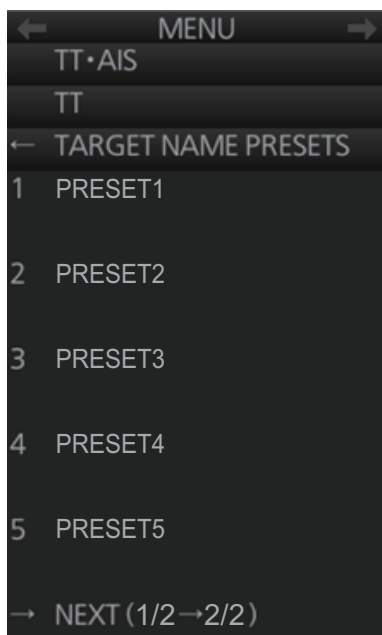 ← MENU →
TT•AIS
TT
← TARGET NAME PRESETS
1 PRESET1
2 PRESET2
3 PRESET3
4 PRESET4
5 PRESET5
→ NEXT (1/2→2/2)